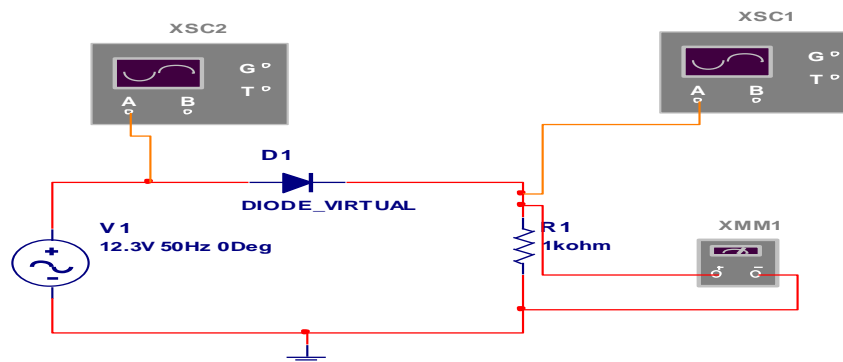 XSC2
G
T
A B
XSC1
G
T
A B
D1
DIODE_VIRTUAL
V1
12.3V 50Hz 0Deg
+
-
R1
1kohm
XMM1
+ -